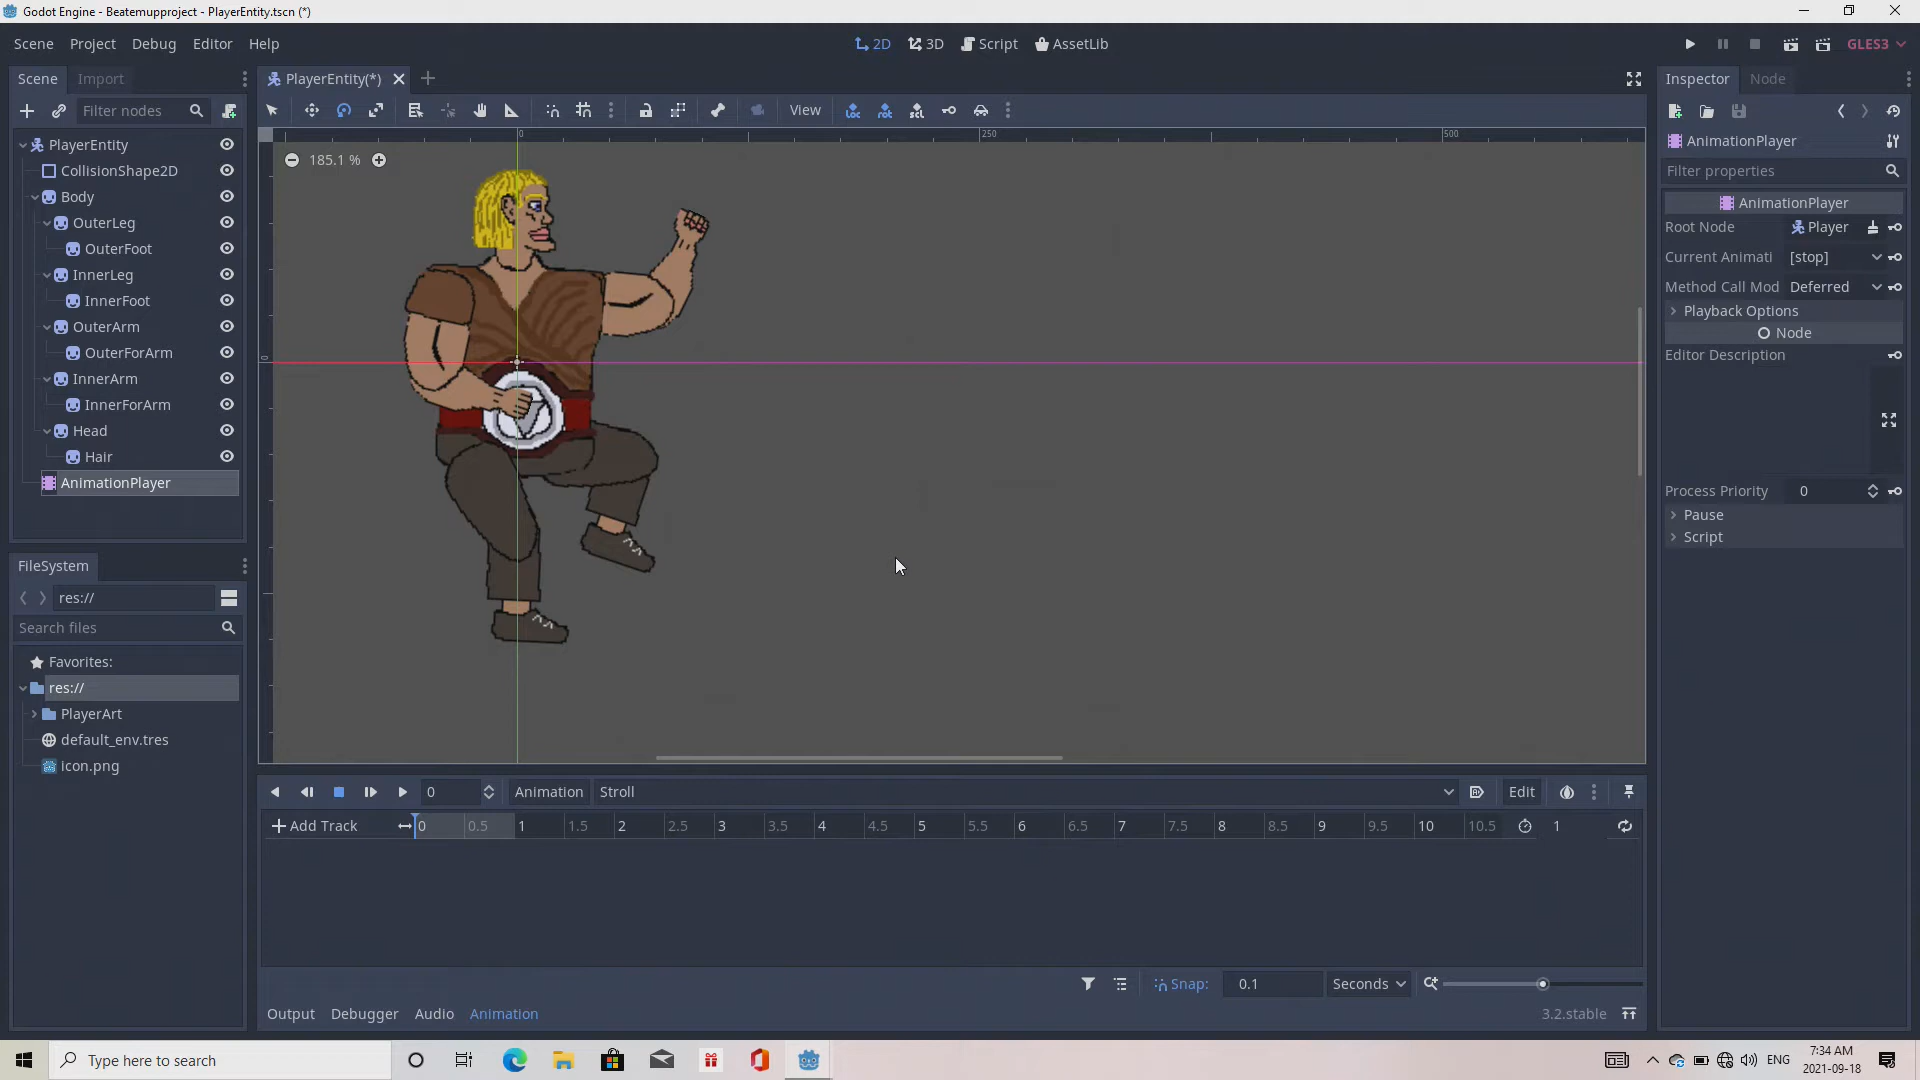 Godot Engine - Beatemupproject - PlayerEntity.tscn (*)
Scene Project Debug Editor Help
2D 3D Script AssetLib
GLES3
Scene Import
PlayerEntity(*)
Inspector Node
Filter nodes
View
0 250 500
185.1 %
0
PlayerEntity
CollisionShape2D
Body
OuterLeg
OuterFoot
InnerLeg
InnerFoot
OuterArm
OuterForArm
InnerArm
InnerForArm
Head
Hair
AnimationPlayer
AnimationPlayer
Filter properties
AnimationPlayer
Root Node Player
Current Animati [stop]
Method Call Mod Deferred
Playback Options
Node
Editor Description
Process Priority 0
Pause
Script
FileSystem
res://
Search files
Favorites:
res://
PlayerArt
default_env.tres
icon.png
0 Animation Stroll Edit
Add Track 0 0.5 1 1.5 2 2.5 3 3.5 4 4.5 5 5.5 6 6.5 7 7.5 8 8.5 9 9.5 10 10.5 1
Snap: 0.1 Seconds
Output Debugger Audio Animation
3.2.stable
Type here to search
ENG
7:34 AM
2021-09-18